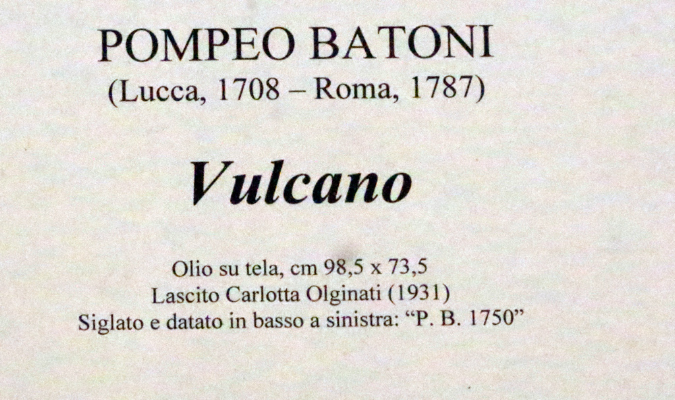 POMPEO BATONI
(Lucca, 1708 – Roma, 1787)
Vulcano
Olio su tela, cm 98,5 x 73,5
Lascito Carlotta Olginati (1931)
Siglato e datato in basso a sinistra: “P. B. 1750”